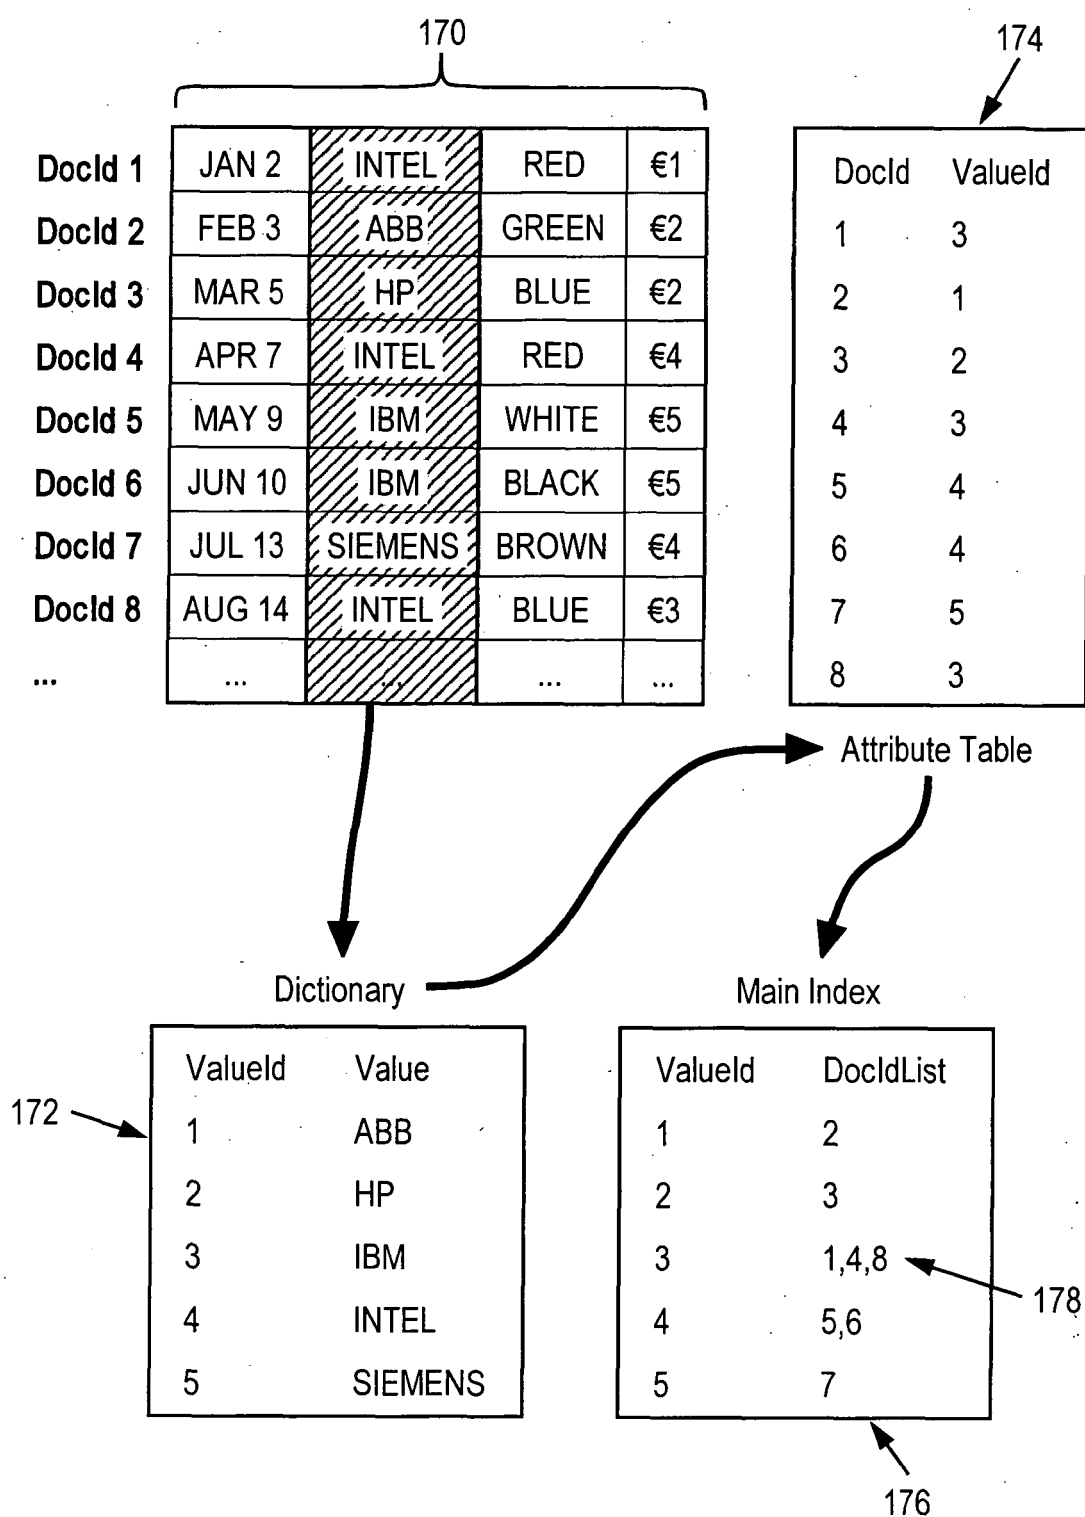 170
174
DocId 1 JAN 2 INTEL RED €1
DocId 2 FEB 3 ABB GREEN €2
DocId 3 MAR 5 HP BLUE €2
DocId 4 APR 7 INTEL RED €4
DocId 5 MAY 9 IBM WHITE €5
DocId 6 JUN 10 IBM BLACK €5
DocId 7 JUL 13 SIEMENS BROWN €4
DocId 8 AUG 14 INTEL BLUE €3
... ... ... ... ...
DocId ValueId
1 3
2 1
3 2
4 3
5 4
6 4
7 5
8 3
Attribute Table
Dictionary
ValueId Value
1 ABB
2 HP
3 IBM
4 INTEL
5 SIEMENS
172
Main Index
ValueId DocIdList
1 2
2 3
3 1,4,8
4 5,6
5 7
178
176